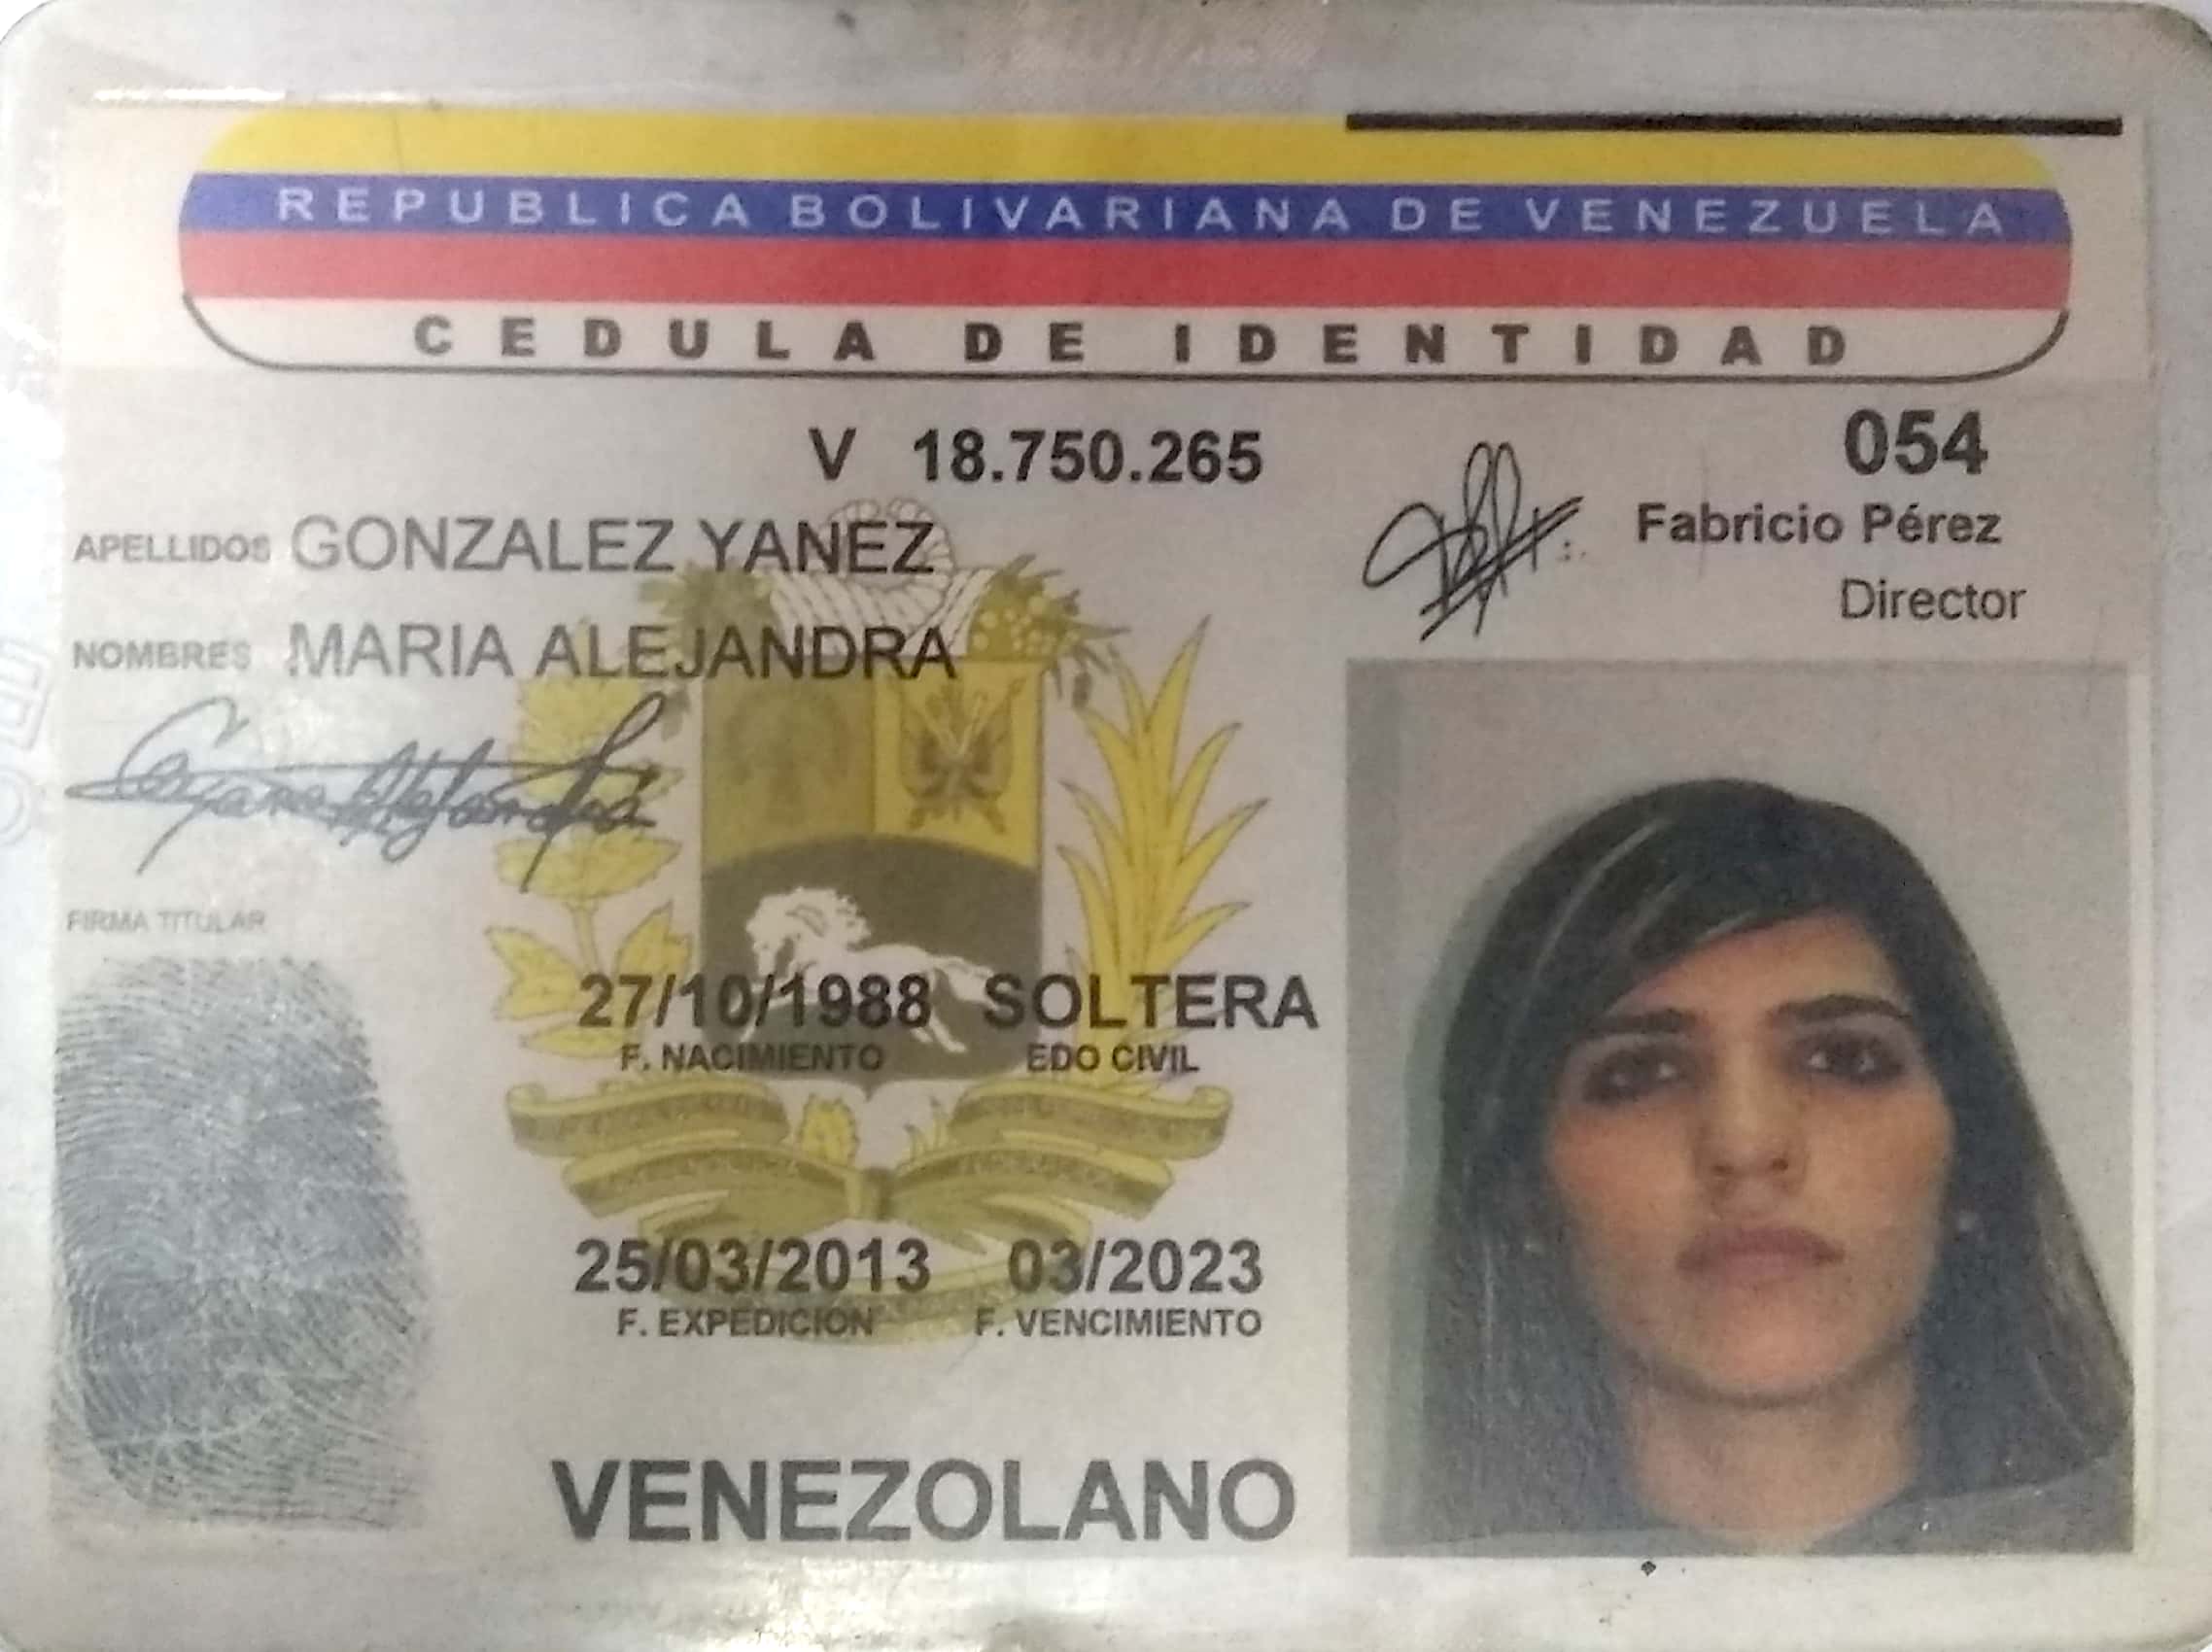 REPUBLICA BOLIVARIANA DE VENEZUELA
CEDULA DE IDENTIDAD
V 18.750.265
054
Fabricio Pérez
Director
APELLIDOS GONZALEZ YANEZ
NOMBRES MARIA ALEJANDRA
FIRMA TITULAR
27/10/1988 SOLTERA
F. NACIMIENTO EDO CIVIL
25/03/2013 03/2023
F. EXPEDICION F. VENCIMIENTO
VENEZOLANO